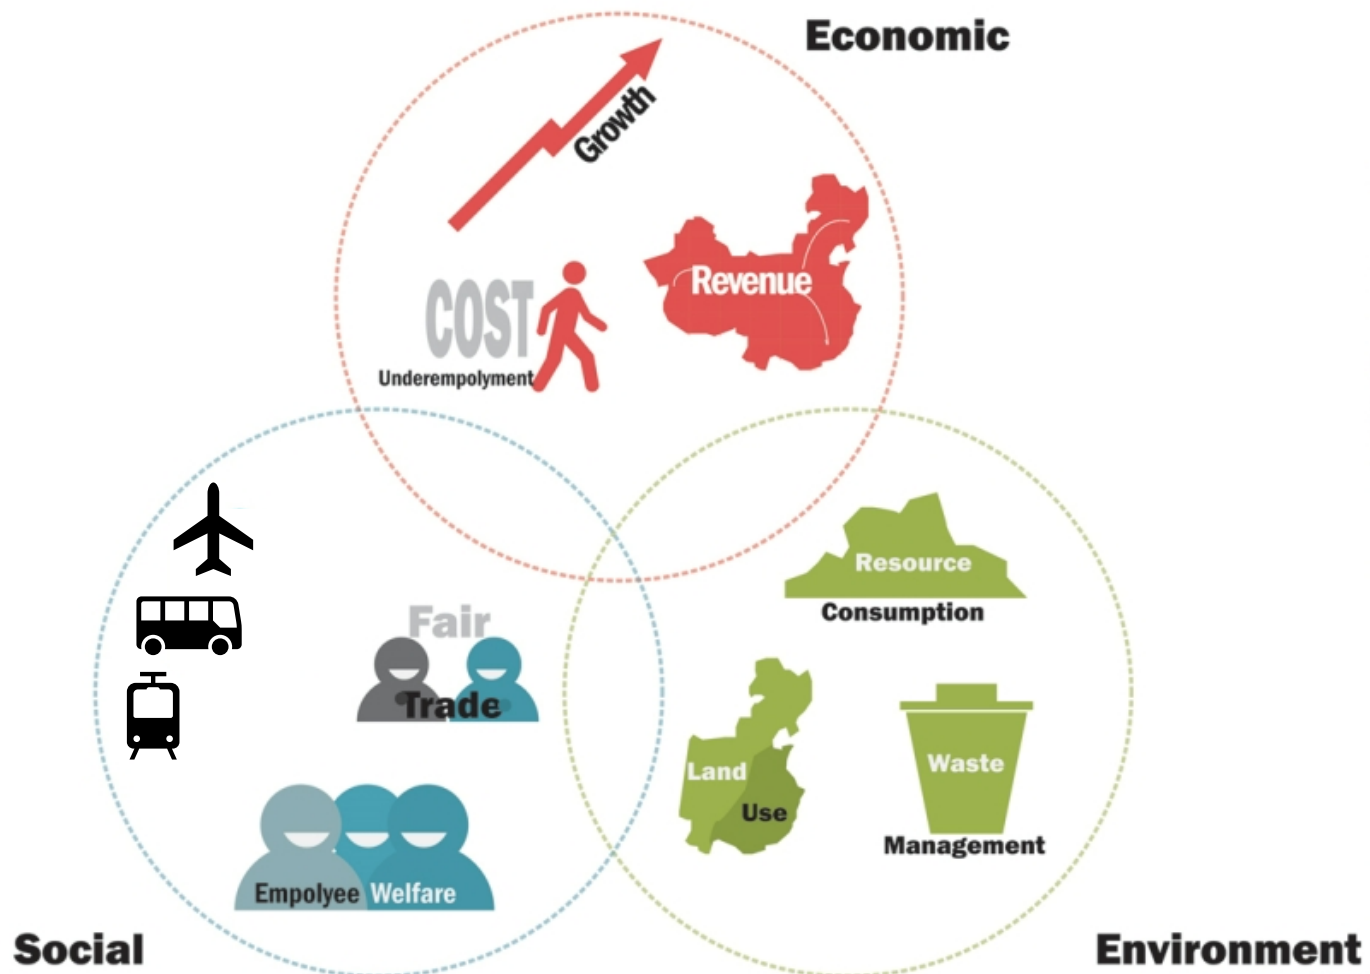 Economic
Growth
Revenue
COST
Underempolyment
Fair
Trade
Empolyee Welfare
Social
Resource
Consumption
Land
Use
Waste
Management
Environment